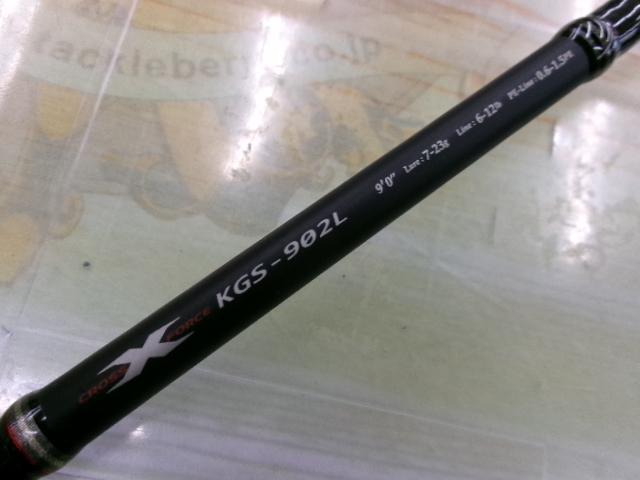 tackleberry.co.jp
CROSS X FORCE KGS-902L 9'0" Lure:7-23g Line:6-12lb PE-Line:0.6-1.5PE